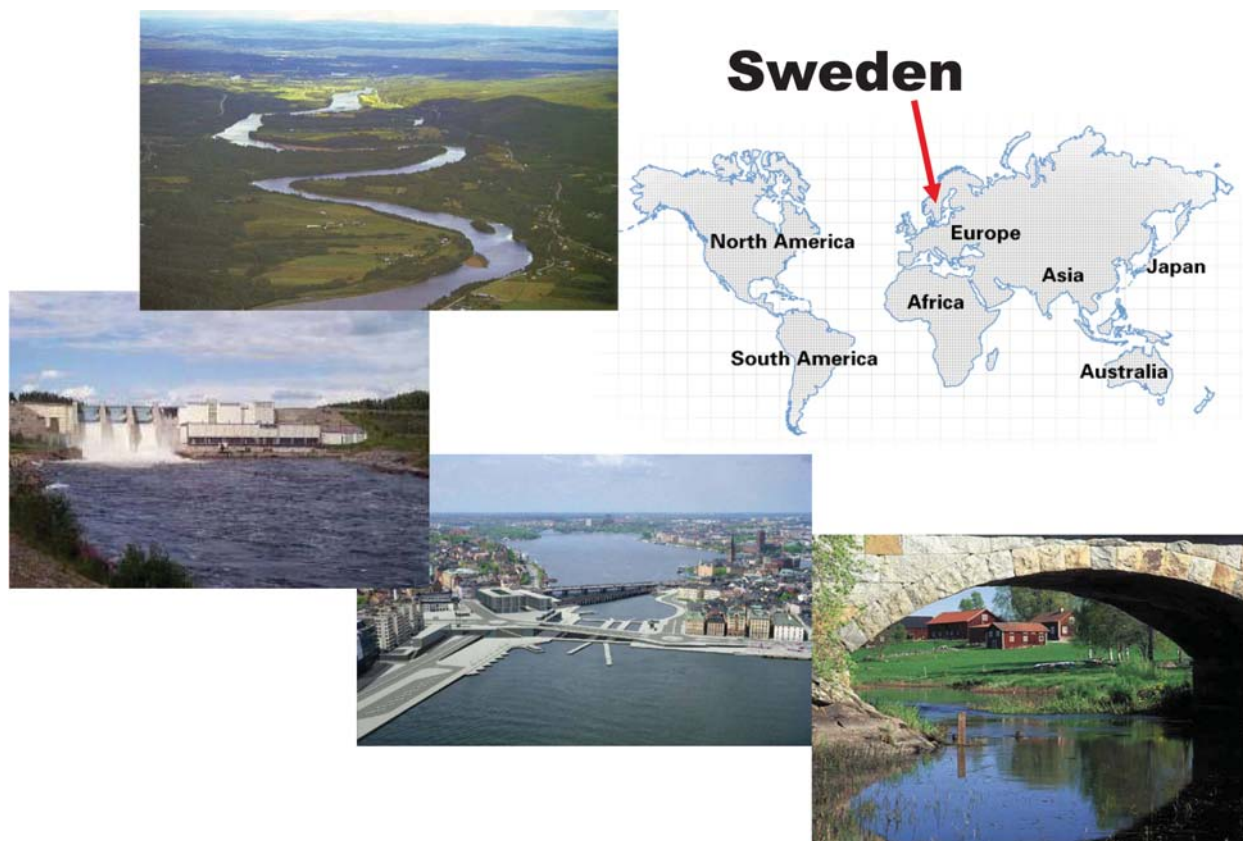 Sweden
North America
Europe
Asia
Japan
Africa
South America
Australia